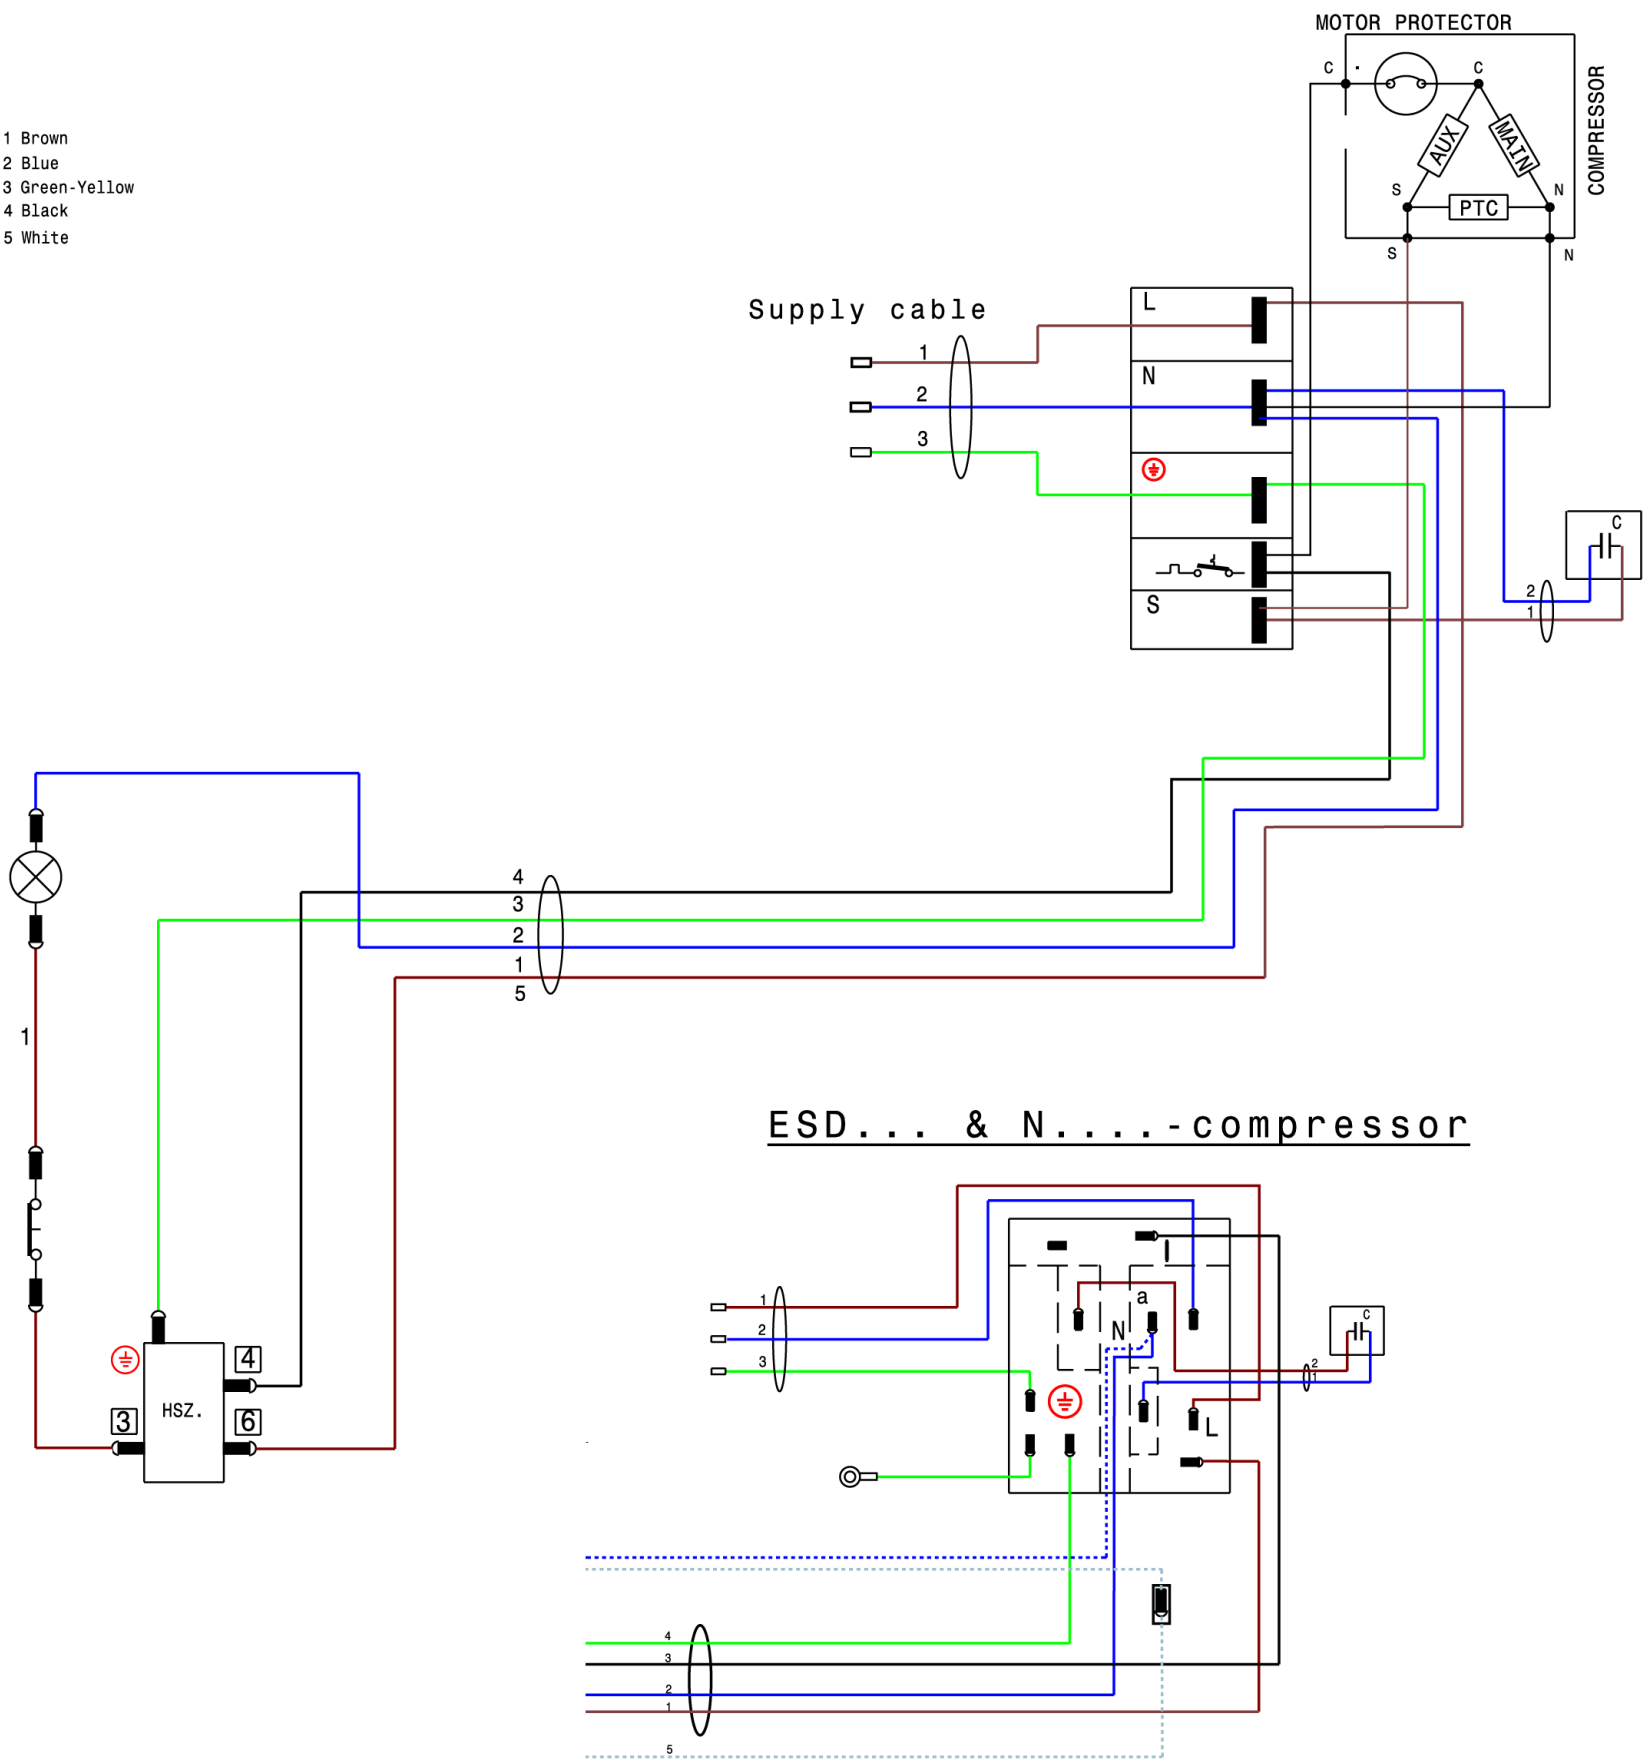 MOTOR PROTECTOR
C
C
COMPRESSOR
AUX
MAIN
S
PTC
N
S
N
1 Brown
2 Blue
3 Green-Yellow
4 Black
5 White
Supply cable
1
2
3
L
N
S
C
2
1
4
3
2
1
5
1
4
3
HSZ.
6
ESD... & N....-compressor
1
2
3
a
N
L
C
2
1
4
3
2
1
5